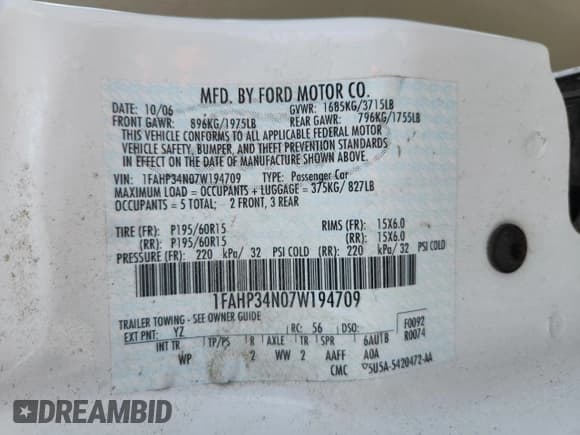 MFD. BY FORD MOTOR CO.
DATE: 10/06 GVWR: 1685KG/3715LB
FRONT GAWR: 896KG/1975LB REAR GAWR: 796KG/1755LB
THIS VEHICLE CONFORMS TO ALL APPLICABLE FEDERAL MOTOR
VEHICLE SAFETY, BUMPER, AND THEFT PREVENTION STANDARDS
IN EFFECT ON THE DATE OF MANUFACTURE SHOWN ABOVE.
VIN: 1FAHP34N07W194709 TYPE: Passenger Car
MAXIMUM LOAD = OCCUPANTS + LUGGAGE = 375KG/ 827LB
OCCUPANTS = 5 TOTAL; 2 FRONT, 3 REAR
TIRE (FR): P195/60R15 RIMS (FR): 15X6.0
(RR): P195/60R15 (RR): 15X6.0
PRESSURE (FR): 220 kPa/ 32 PSI COLD (RR): 220 kPa/ 32 PSI COLD
1FAHP34N07W194709
TRAILER TOWING - SEE OWNER GUIDE
EXT PNT: YZ RC: 56 DSO: F0092
INT TR TP/PS R AXLE TR SPR 6AUTB R0074
WP 2 WW 2 AAFF A0A
CMC 5U5A-5420472-AA
DREAMBID